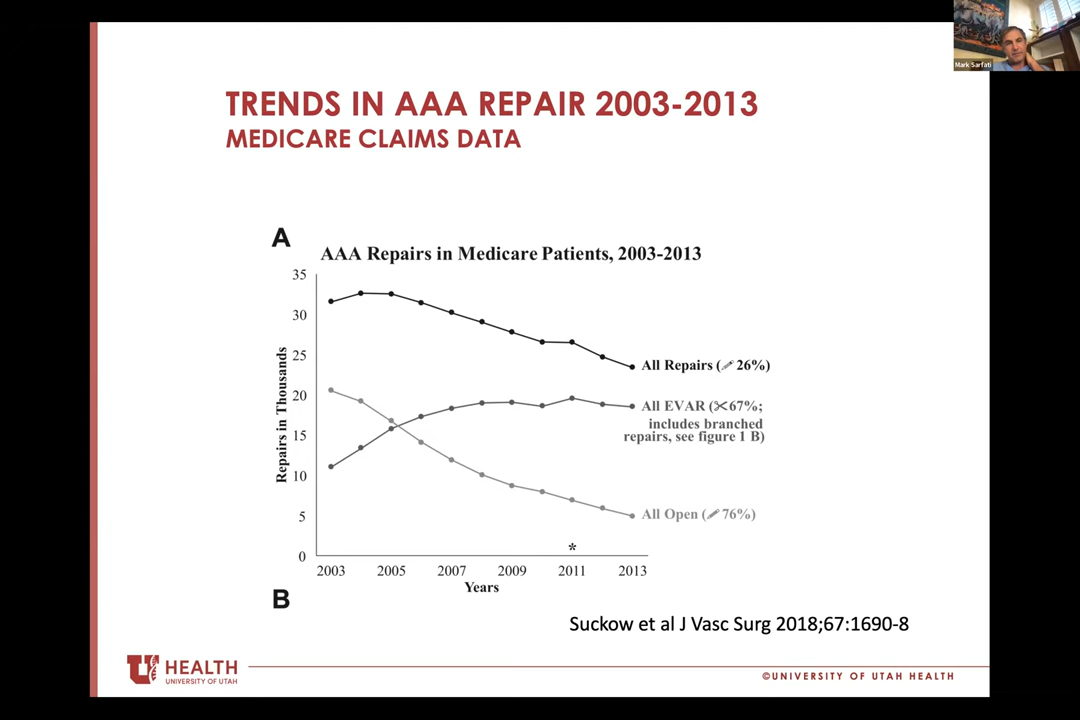 Mark Sarfati
TRENDS IN AAA REPAIR 2003-2013
MEDICARE CLAIMS DATA
A
AAA Repairs in Medicare Patients, 2003-2013
Repairs in Thousands
35
30
25
20
15
10
5
0
All Repairs (✏26%)
All EVAR (✂67%;
includes branched
repairs, see figure 1 B)
All Open (✏76%)
*
2003 2005 2007 2009 2011 2013
Years
B
Suckow et al J Vasc Surg 2018;67:1690-8
U HEALTH
UNIVERSITY OF UTAH
©UNIVERSITY OF UTAH HEALTH